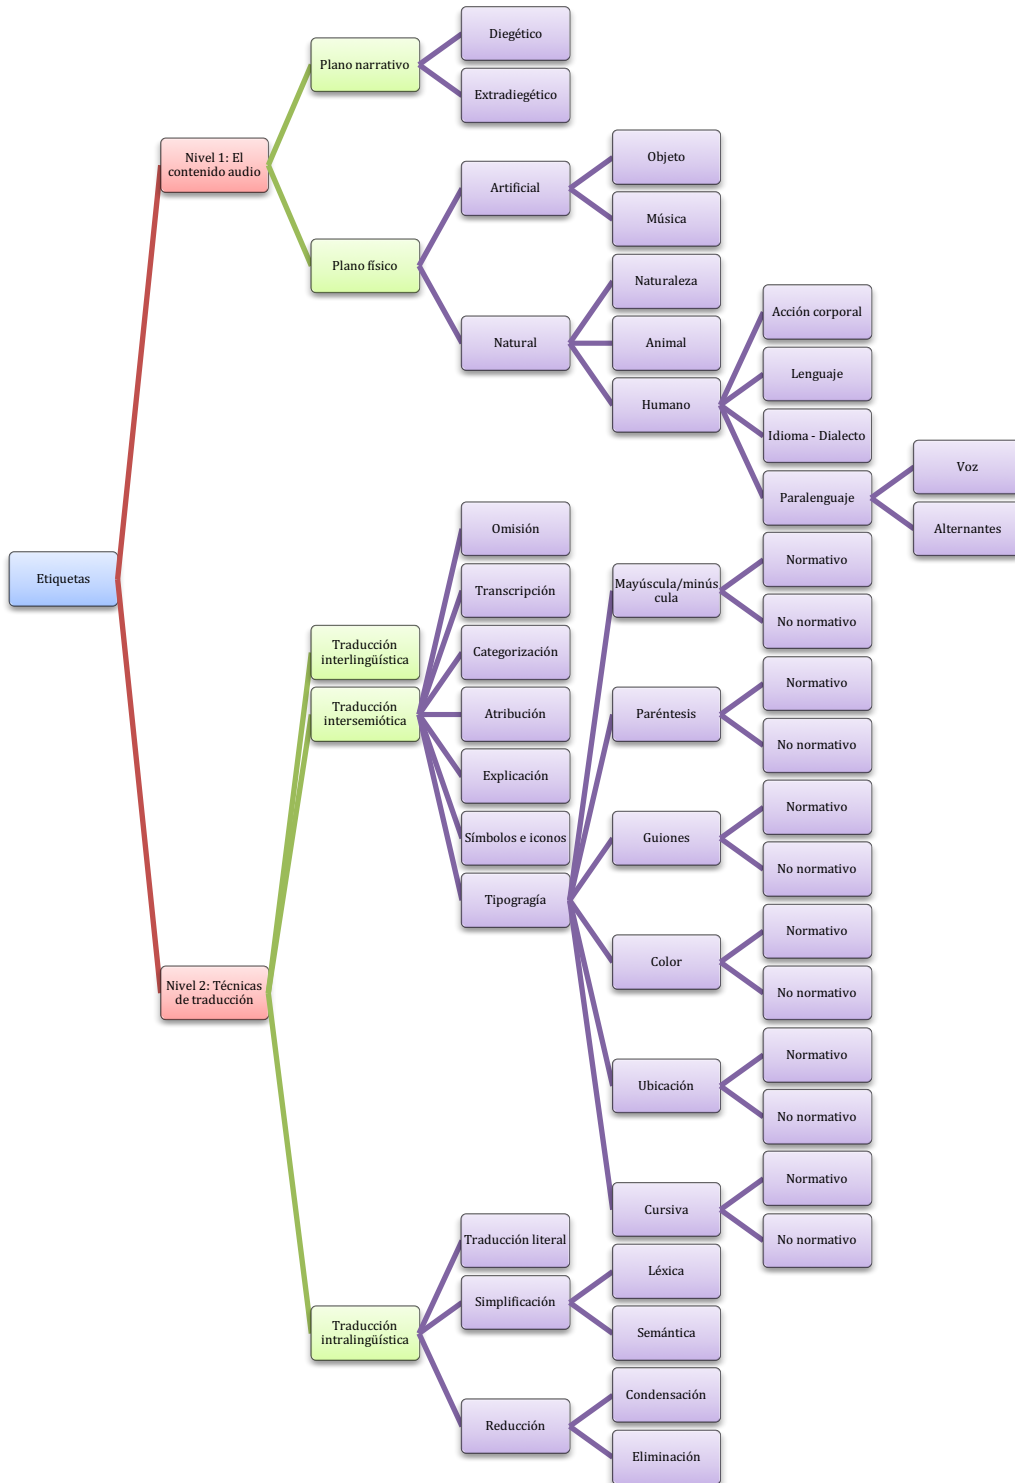 Etiquetas
Nivel 1: El
contenido audio
Plano narrativo
Diegético
Extradiegético
Plano físico
Artificial
Objeto
Música
Natural
Naturaleza
Animal
Humano
Acción corporal
Lenguaje
Idioma - Dialecto
Paralenguaje
Voz
Alternantes
Nivel 2: Técnicas
de traducción
Traducción
interlingüística
Traducción
intersemiótica
Omisión
Transcripción
Categorización
Atribución
Explicación
Símbolos e iconos
Tipogragía
Mayúscula/minús
cula
Normativo
No normativo
Paréntesis
Normativo
No normativo
Guiones
Normativo
No normativo
Color
Normativo
No normativo
Ubicación
Normativo
No normativo
Cursiva
Normativo
No normativo
Traducción
intralingüística
Traducción literal
Simplificación
Léxica
Semántica
Reducción
Condensación
Eliminación